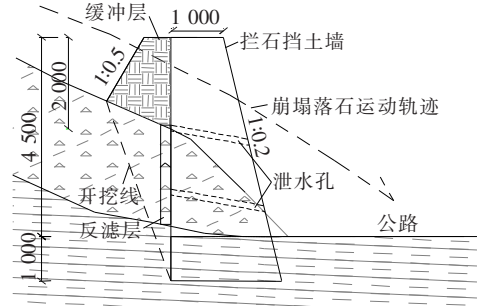 缓冲层
1 000
拦石挡土墙
1:0.5
2 000
崩塌落石运动轨迹
4 500
1:0.2
泄水孔
开挖线
公路
反滤层
1 000